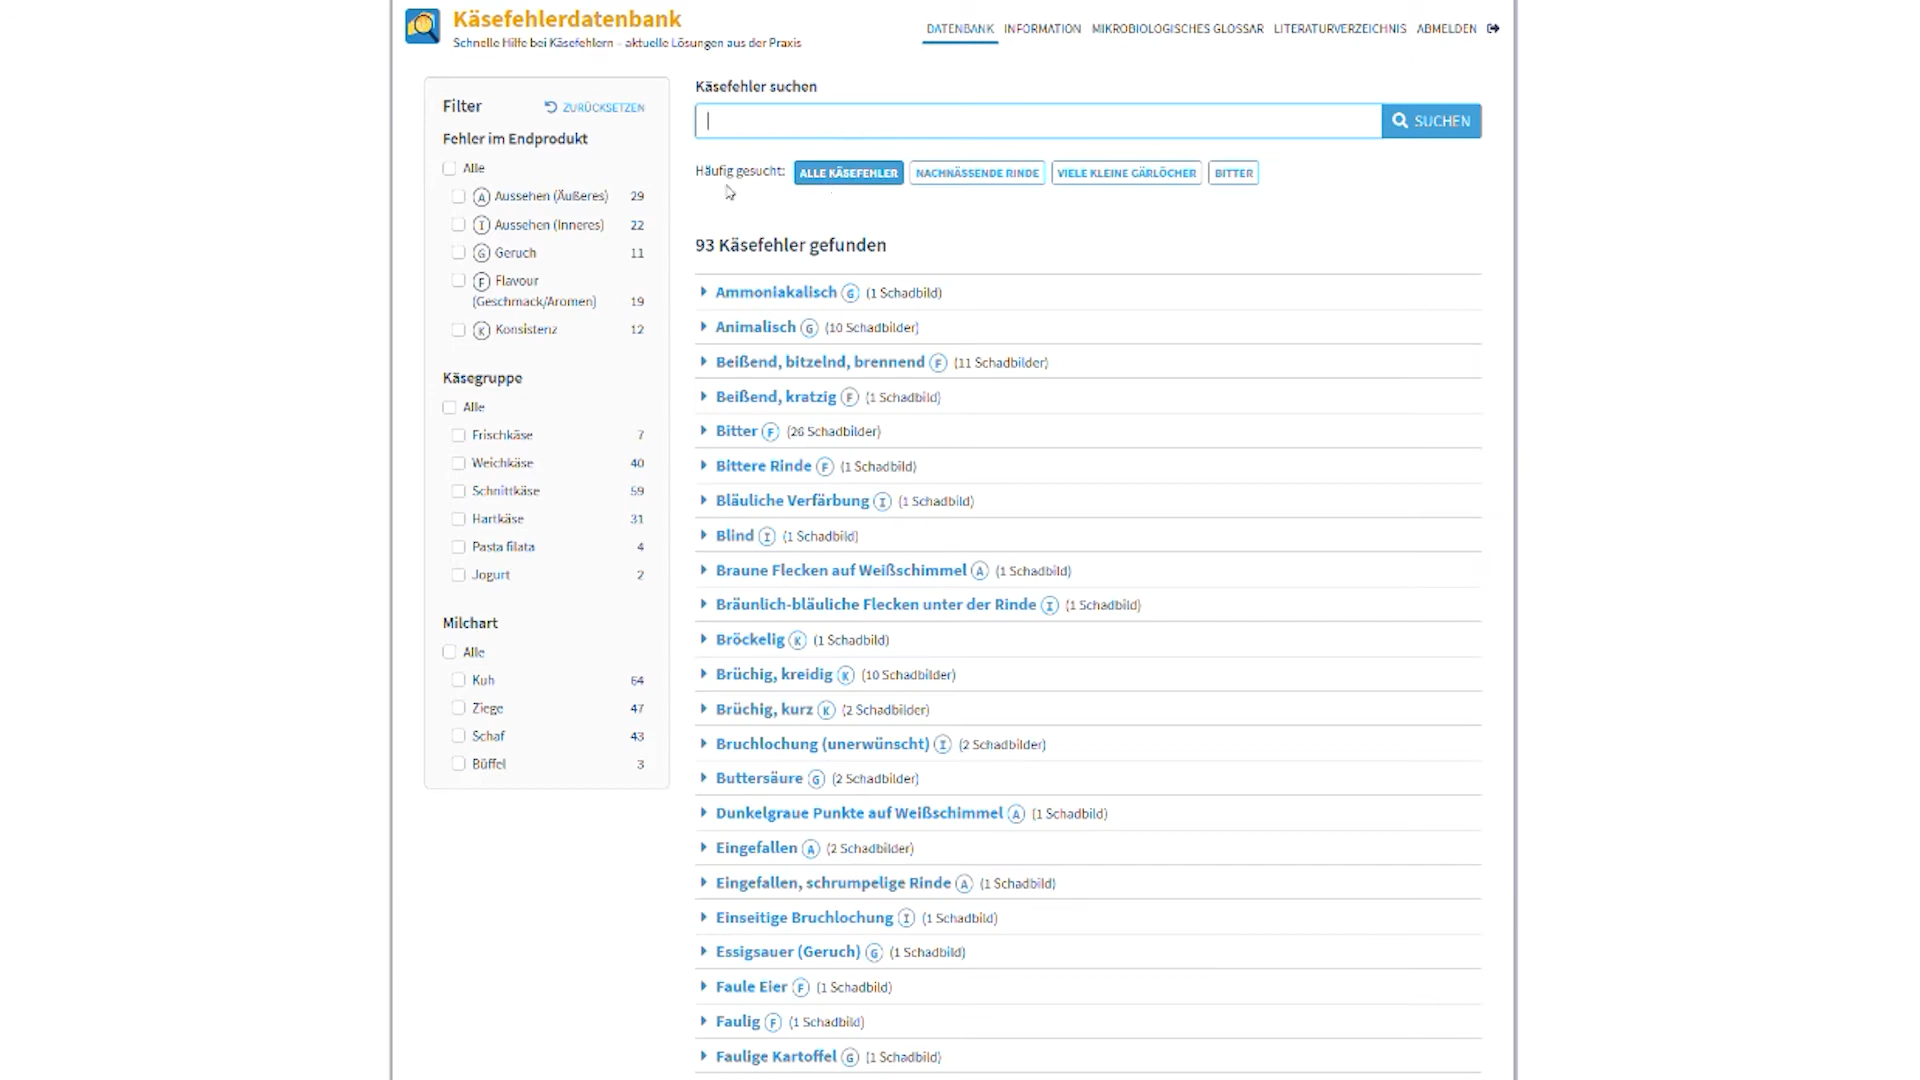 Käsefehlerdatenbank
Schnelle Hilfe bei Käsefehlern - aktuelle Lösungen aus der Praxis
DATENBANK INFORMATION MIKROBIOLOGISCHES GLOSSAR LITERATURVERZEICHNIS ABMELDEN
Filter ZURÜCKSETZEN
Fehler im Endprodukt
Alle
A Aussehen (Äußeres) 29
I Aussehen (Inneres) 22
G Geruch 11
F Flavour
(Geschmack/Aromen) 19
K Konsistenz 12
Käsegruppe
Alle
Frischkäse 7
Weichkäse 40
Schnittkäse 59
Hartkäse 31
Pasta filata 4
Jogurt 2
Milchart
Alle
Kuh 64
Ziege 47
Schaf 43
Büffel 3
Käsefehler suchen
SUCHEN
Häufig gesucht: ALLE KÄSEFEHLER NACHNÄSSENDE RINDE VIELE KLEINE GÄRLÖCHER BITTER
93 Käsefehler gefunden
Ammoniakalisch G (1 Schadbild)
Animalisch G (10 Schadbilder)
Beißend, bitzelnd, brennend F (11 Schadbilder)
Beißend, kratzig F (1 Schadbild)
Bitter F (26 Schadbilder)
Bittere Rinde F (1 Schadbild)
Bläuliche Verfärbung I (1 Schadbild)
Blind I (1 Schadbild)
Braune Flecken auf Weißschimmel A (1 Schadbild)
Bräunlich-bläuliche Flecken unter der Rinde I (1 Schadbild)
Bröckelig K (1 Schadbild)
Brüchig, kreidig K (10 Schadbilder)
Brüchig, kurz K (2 Schadbilder)
Bruchlochung (unerwünscht) I (2 Schadbilder)
Buttersäure G (2 Schadbilder)
Dunkelgraue Punkte auf Weißschimmel A (1 Schadbild)
Eingefallen A (2 Schadbilder)
Eingefallen, schrumpelige Rinde A (1 Schadbild)
Einseitige Bruchlochung I (1 Schadbild)
Essigsauer (Geruch) G (1 Schadbild)
Faule Eier F (1 Schadbild)
Faulig F (1 Schadbild)
Faulige Kartoffel G (1 Schadbild)